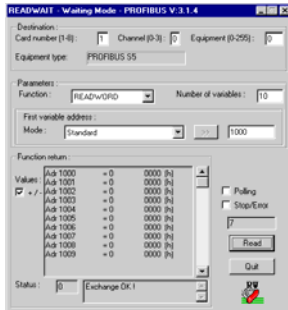 READWAIT - Waiting Mode - PROFIBUS V:3.1.4
Destination :
Card number (1-8) : 1 Channel (0-3) : 0 Equipment (0-255) : 0
Equipment type: PROFIBUS S5
Parameters :
Function : READWORD Number of variables : 10
First variable address :
Mode : Standard >> 1000
Function return :
Values :
+ / -
Adr 1000 = 0 0000 [h]
Adr 1001 = 0 0000 [h]
Adr 1002 = 0 0000 [h]
Adr 1003 = 0 0000 [h]
Adr 1004 = 0 0000 [h]
Adr 1005 = 0 0000 [h]
Adr 1006 = 0 0000 [h]
Adr 1007 = 0 0000 [h]
Adr 1008 = 0 0000 [h]
Adr 1009 = 0 0000 [h]
Polling
Stop/Error
7
Read
Quit
Status : 0 Exchange OK !